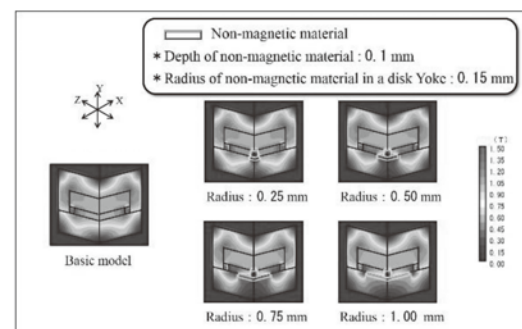 Non-magnetic material
* Depth of non-magnetic material : 0.1 mm
* Radius of non-magnetic material in a disk Yoke : 0.15 mm
Y
Z X
Basic model
Radius : 0.25 mm
Radius : 0.50 mm
Radius : 0.75 mm
Radius : 1.00 mm
(T)
1.50
1.35
1.20
1.05
0.90
0.75
0.60
0.45
0.30
0.15
0.00